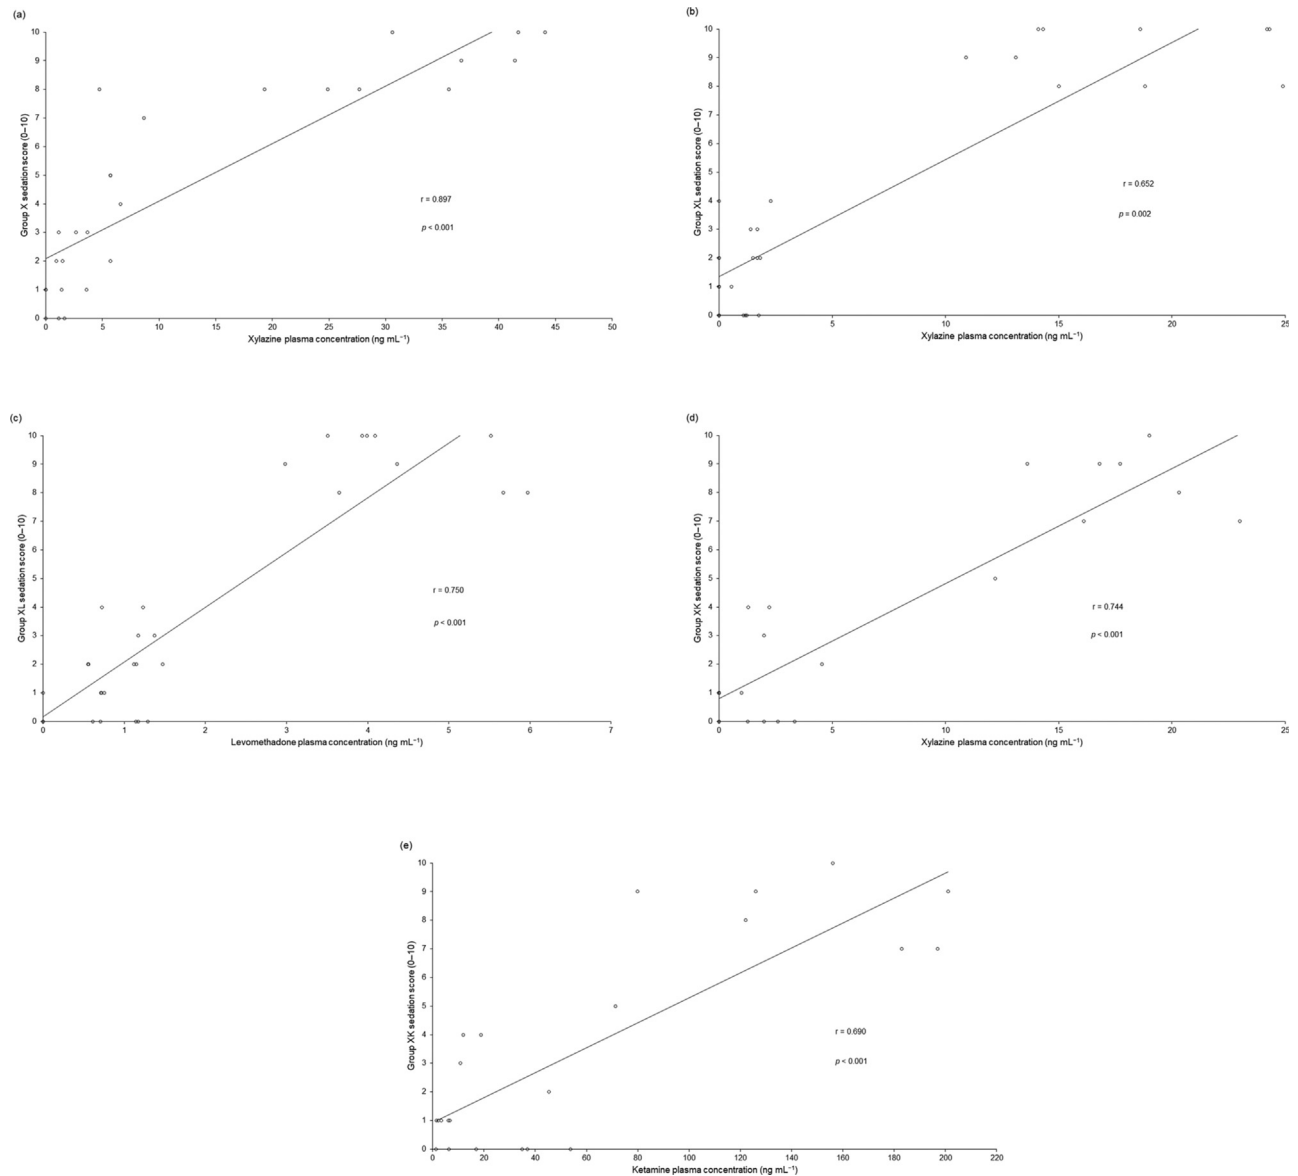 (a)
10
9
8
7
6
5
4
3
2
1
0
Group X sedation score (0–10)
r = 0.897
p < 0.001
0 5 10 15 20 25 30 35 40 45 50
Xylazine plasma concentration (ng mL⁻¹)
(b)
10
9
8
7
6
5
4
3
2
1
0
Group XL sedation score (0–10)
r = 0.652
p = 0.002
0 5 10 15 20 25
Xylazine plasma concentration (ng mL⁻¹)
(c)
10
9
8
7
6
5
4
3
2
1
0
Group XL sedation score (0–10)
r = 0.750
p < 0.001
0 1 2 3 4 5 6 7
Levomethadone plasma concentration (ng mL⁻¹)
(d)
10
9
8
7
6
5
4
3
2
1
0
Group XK sedation score (0–10)
r = 0.744
p < 0.001
0 5 10 15 20 25
Xylazine plasma concentration (ng mL⁻¹)
(e)
10
9
8
7
6
5
4
3
2
1
0
Group XK sedation score (0–10)
r = 0.690
p < 0.001
0 20 40 60 80 100 120 140 160 180 200 220
Ketamine plasma concentration (ng mL⁻¹)